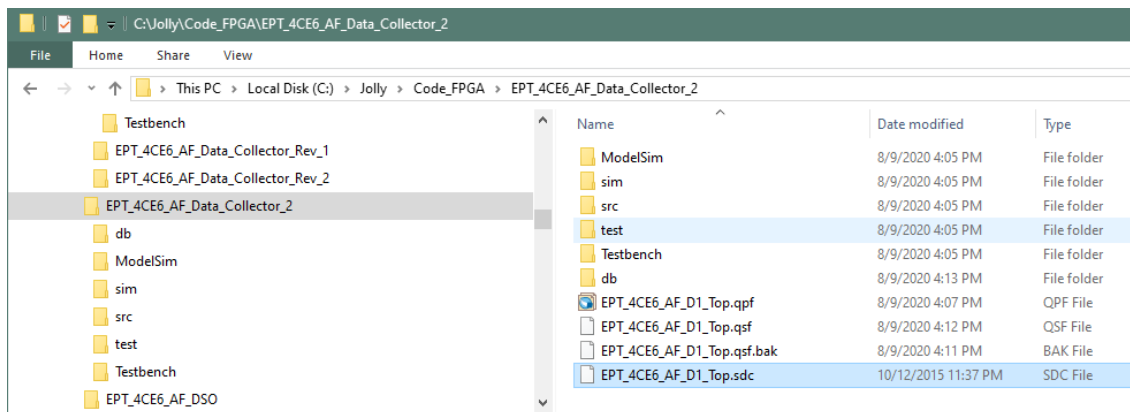 C:\Jolly\Code_FPGA\EPT_4CE6_AF_Data_Collector_2
File Home Share View
This PC > Local Disk (C:) > Jolly > Code_FPGA > EPT_4CE6_AF_Data_Collector_2
Testbench
EPT_4CE6_AF_Data_Collector_Rev_1
EPT_4CE6_AF_Data_Collector_Rev_2
EPT_4CE6_AF_Data_Collector_2
db
ModelSim
sim
src
test
Testbench
EPT_4CE6_AF_DSO
Name Date modified Type
ModelSim 8/9/2020 4:05 PM File folder
sim 8/9/2020 4:05 PM File folder
src 8/9/2020 4:05 PM File folder
test 8/9/2020 4:05 PM File folder
Testbench 8/9/2020 4:05 PM File folder
db 8/9/2020 4:13 PM File folder
EPT_4CE6_AF_D1_Top.qpf 8/9/2020 4:07 PM QPF File
EPT_4CE6_AF_D1_Top.qsf 8/9/2020 4:12 PM QSF File
EPT_4CE6_AF_D1_Top.qsf.bak 8/9/2020 4:11 PM BAK File
EPT_4CE6_AF_D1_Top.sdc 10/12/2015 11:37 PM SDC File